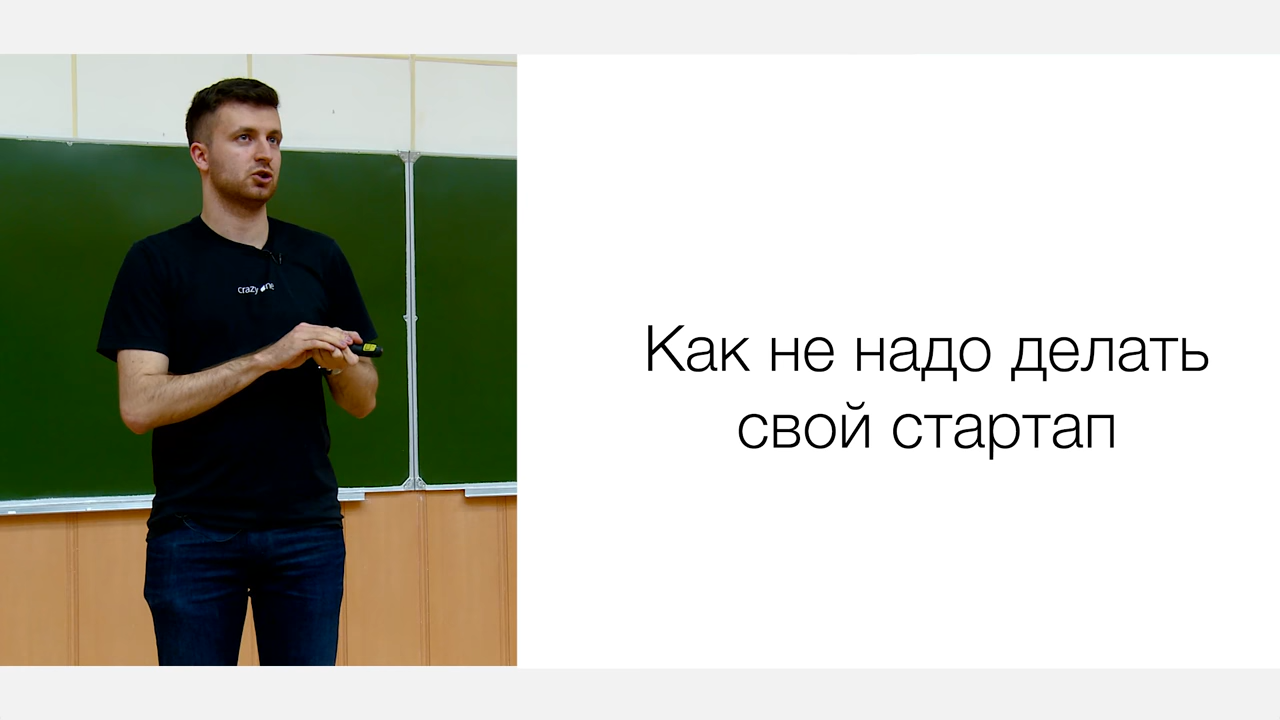 crazy
Как не надо делать
свой стартап